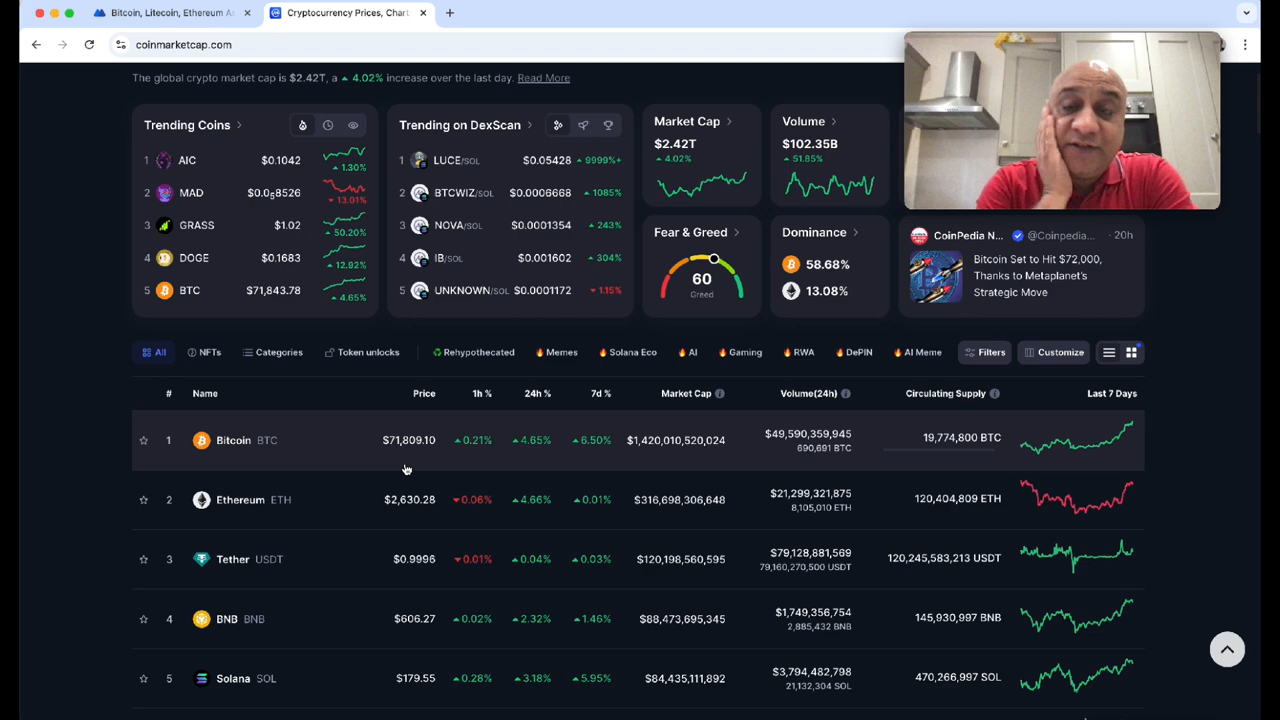 Bitcoin, Litecoin, Ethereum As
Cryptocurrency Prices, Chart
coinmarketcap.com
The global crypto market cap is $2.42T, a 4.02% increase over the last day. Read More
Trending Coins
1 AIC $0.1042 1.30%
2 MAD $0.0₅8526 13.01%
3 GRASS $1.02 50.20%
4 DOGE $0.1683 12.92%
5 BTC $71,843.78 4.65%
Trending on DexScan
1 LUCE/SOL $0.05428 9999%+
2 BTCWIZ/SOL $0.0006668 1085%
3 NOVA/SOL $0.0001354 243%
4 IB/SOL $0.001602 304%
5 UNKNOWN/SOL $0.0001172 1.15%
Market Cap
$2.42T
4.02%
Volume
$102.35B
51.85%
Fear & Greed
60
Greed
Dominance
58.68%
13.08%
CoinPedia N... @Coinpedia... · 20h
Bitcoin Set to Hit $72,000,
Thanks to Metaplanet's
Strategic Move
All NFTs Categories Token unlocks Rehypothecated Memes Solana Eco AI Gaming RWA DePIN AI Meme Filters Customize
# Name Price 1h % 24h % 7d % Market Cap Volume(24h) Circulating Supply Last 7 Days
1 Bitcoin BTC $71,809.10 0.21% 4.65% 6.50% $1,420,010,520,024 $49,590,359,945 19,774,800 BTC
690,691 BTC
2 Ethereum ETH $2,630.28 0.06% 4.66% 0.01% $316,698,306,648 $21,299,321,875 120,404,809 ETH
8,105,010 ETH
3 Tether USDT $0.9996 0.01% 0.04% 0.03% $120,198,560,595 $79,128,881,569 120,245,583,213 USDT
79,160,270,500 USDT
4 BNB BNB $606.27 0.02% 2.32% 1.46% $88,473,695,345 $1,749,356,754 145,930,997 BNB
2,885,432 BNB
5 Solana SOL $179.55 0.28% 3.18% 5.95% $84,435,111,892 $3,794,482,798 470,266,997 SOL
21,132,304 SOL